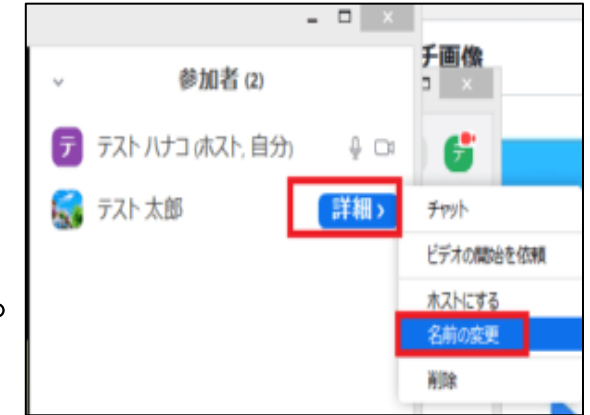 チ画像
参加者 (2)
テ テスト ハナコ (ホスト, 自分)
テ
テスト 太郎
詳細 >
チャット
ビデオの開始を依頼
ホストにする
名前の変更
削除
。